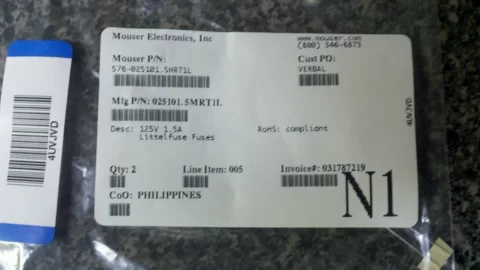 Mouser Electronics, Inc
www.mouser.com
(800) 346-6873
Mouser P/N:
576-025101.5MRT1L
Cust PO:
VERBAL
Mfg P/N: 025101.5MRT1L
Desc: 125V 1.5A
Littelfuse Fuses
RoHS: compliant
Qty: 2
Line Item: 005
Invoice#: 031787219
CoO: PHILIPPINES
N1
4UVJVD
4UVJVD